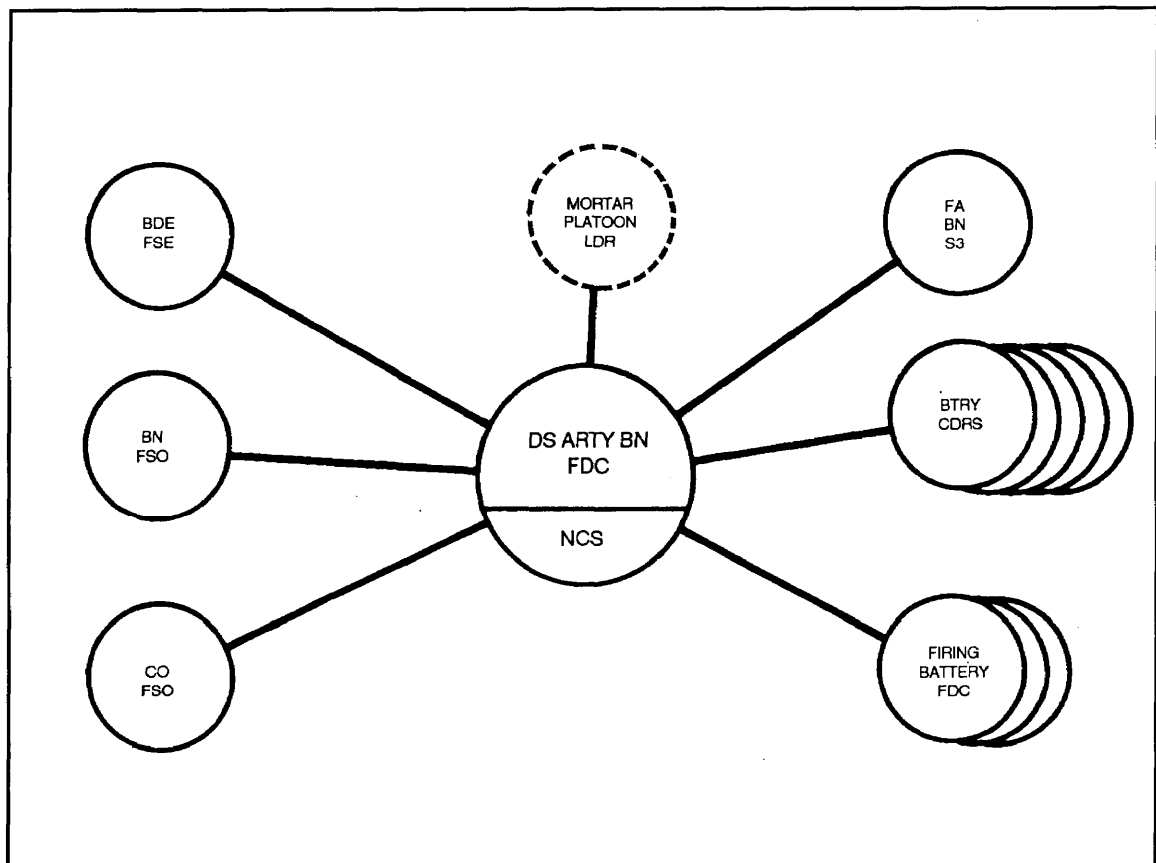 BDE
FSE
MORTAR
PLATOON
LDR
FA
BN
S3
BN
FSO
DS ARTY BN
FDC
NCS
BTRY
CDRS
CO
FSO
FIRING
BATTERY
FDC